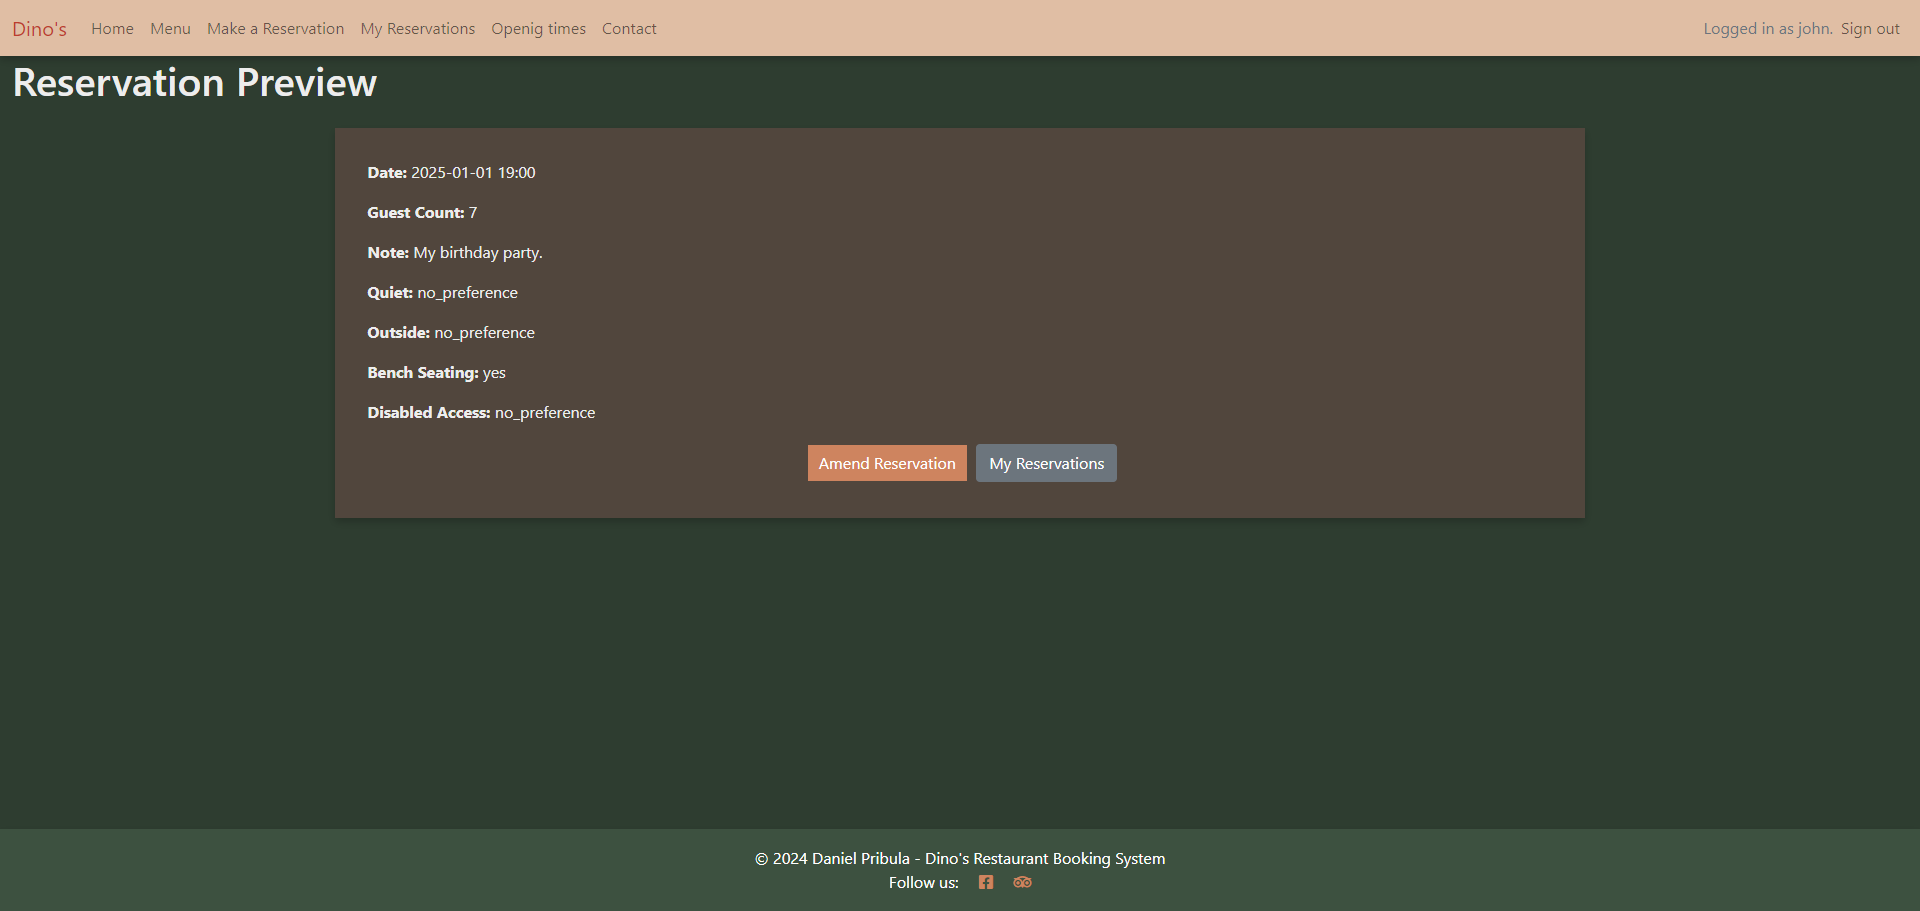 Dino's Home Menu Make a Reservation My Reservations Openig times Contact Logged in as john. Sign out
Reservation Preview
Date: 2025-01-01 19:00
Guest Count: 7
Note: My birthday party.
Quiet: no_preference
Outside: no_preference
Bench Seating: yes
Disabled Access: no_preference
Amend Reservation My Reservations
© 2024 Daniel Pribula - Dino's Restaurant Booking System
Follow us: